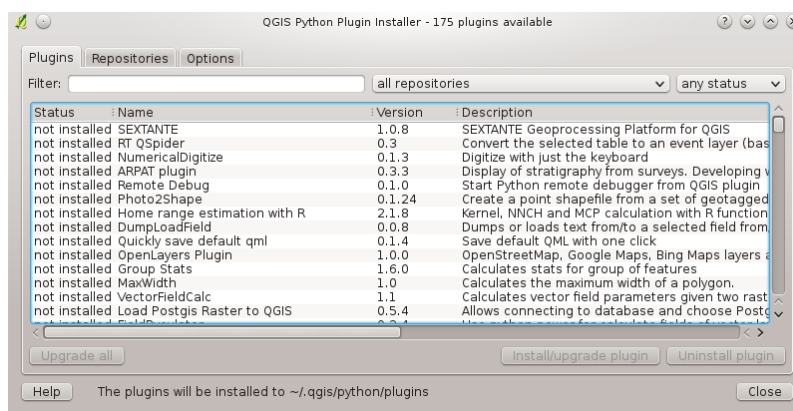 QGIS Python Plugin Installer - 175 plugins available
Plugins Repositories Options
Filter: all repositories any status
Status Name Version Description
not installed SEXTANTE 1.0.8 SEXTANTE Geoprocessing Platform for QGIS
not installed RT QSpider 0.3 Convert the selected table to an event layer (bas
not installed NumericalDigitize 0.1.3 Digitize with just the keyboard
not installed ARPAT plugin 0.3.3 Display of stratigraphy from surveys. Developing w
not installed Remote Debug 0.1.0 Start Python remote debugger from QGIS plugin
not installed Photo2Shape 0.1.24 Create a point shapefile from a set of geotagged
not installed Home range estimation with R 2.1.8 Kernel, NNCH and MCP calculation with R function
not installed DumpLoadField 0.0.8 Dumps or loads text from/to a selected field from
not installed Quickly save default qml 0.1.4 Save default QML with one click
not installed OpenLayers Plugin 1.0.0 OpenStreetMap, Google Maps, Bing Maps layers a
not installed Group Stats 1.6.0 Calculates stats for group of features
not installed MaxWidth 1.0 Calculates the maximum width of a polygon.
not installed VectorFieldCalc 1.1 Calculates vector field parameters given two rast
not installed Load Postgis Raster to QGIS 0.5.4 Allows connecting to database and choose Postg
Upgrade all Install/upgrade plugin Uninstall plugin
Help The plugins will be installed to ~/.qgis/python/plugins Close